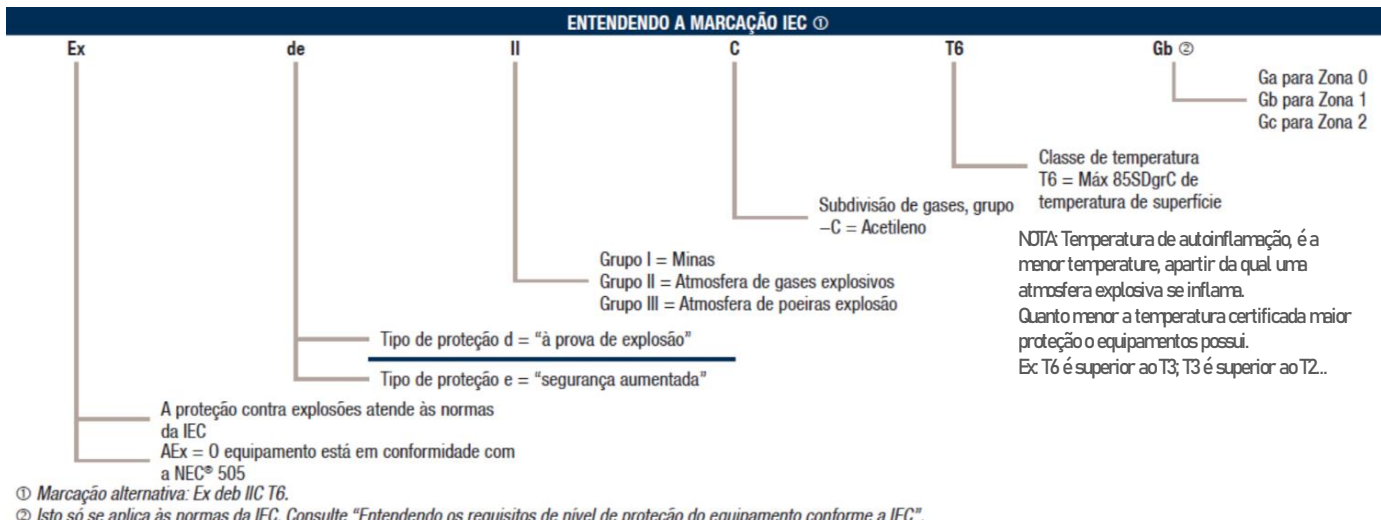 ENTENDENDO A MARCAÇÃO IEC ①
Ex de II C T6 Gb ②
Ga para Zona 0
Gb para Zona 1
Gc para Zona 2
Classe de temperatura
T6 = Máx 85SDgrC de
temperatura de superfície
Subdivisão de gases, grupo
–C = Acetileno
NOTA: Temperatura de autoinflamação, é a
menor temperature, apartir da qual uma
atmosfera explosiva se inflama.
Quanto menor a temperatura certificada maior
proteção o equipamentos possui.
Ex: T6 é superior ao T3; T3 é superior ao T2...
Grupo I = Minas
Grupo II = Atmosfera de gases explosivos
Grupo III = Atmosfera de poeiras explosão
Tipo de proteção d = “à prova de explosão”
Tipo de proteção e = “segurança aumentada”
A proteção contra explosões atende às normas
da IEC
AEx = O equipamento está em conformidade com
a NEC® 505
① Marcação alternativa: Ex deb IIC T6.
② Isto só se aplica às normas da IEC. Consulte “Entendendo os requisitos de nível de proteção do equipamento conforme a IEC”.